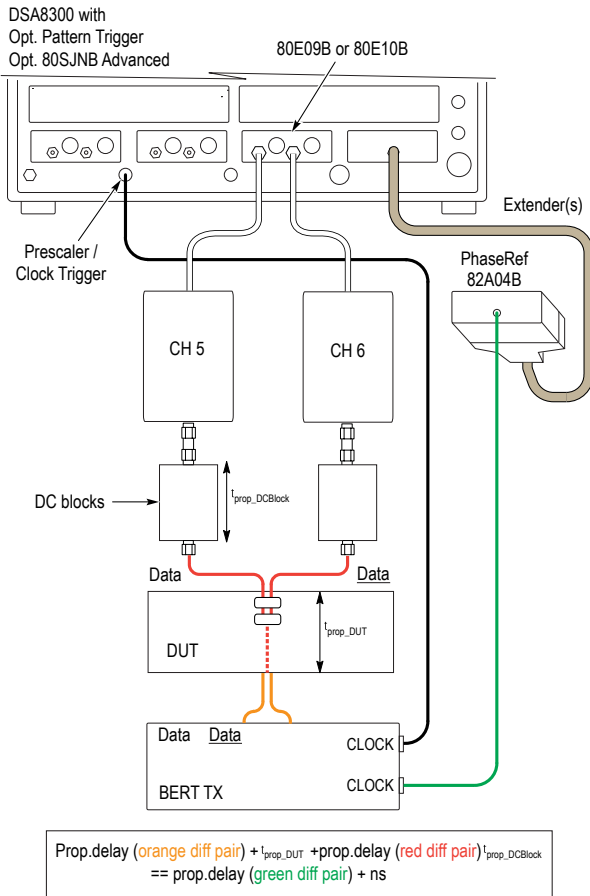 DSA8300 with
Opt. Pattern Trigger
Opt. 80SJNB Advanced
80E09B or 80E10B
Extender(s)
Prescaler /
Clock Trigger
PhaseRef
82A04B
CH 5
CH 6
DC blocks
tprop_DCBlock
Data
Data
tprop_DUT
DUT
Data Data
CLOCK
CLOCK
BERT TX
Prop.delay (orange diff pair) + tprop_DUT +prop.delay (red diff pair) tprop_DCBlock
== prop.delay (green diff pair) + ns